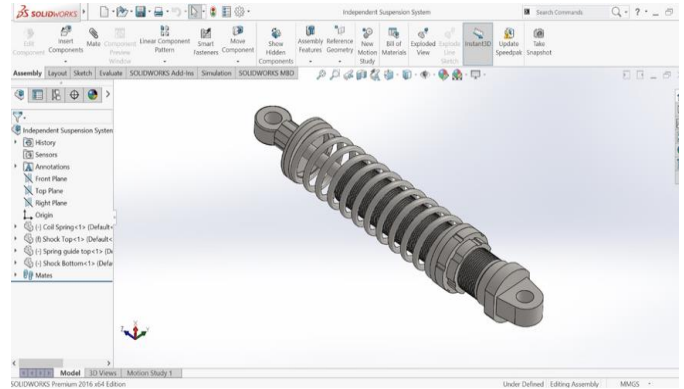 SOLIDWORKS
Independent Suspension System
Search Commands
Edit Component
Insert Components
Mate
Component Preview Window
Linear Component Pattern
Smart Fasteners
Move Component
Show Hidden Components
Assembly Features
Reference Geometry
New Motion Study
Bill of Materials
Exploded View
Explode Line Sketch
Instant3D
Update Speedpak
Take Snapshot
Assembly Layout Sketch Evaluate SOLIDWORKS Add-Ins Simulation SOLIDWORKS MBD
Independent Suspension System
History
Sensors
Annotations
Front Plane
Top Plane
Right Plane
Origin
(-) Coil Spring<1> (Default<
(f) Shock Top<1> (Default<
(-) Spring guide top<1> (De
(-) Shock Bottom<1> (Defa
Mates
Z
Model 3D Views Motion Study 1
SOLIDWORKS Premium 2016 x64 Edition
Under Defined Editing Assembly MMGS